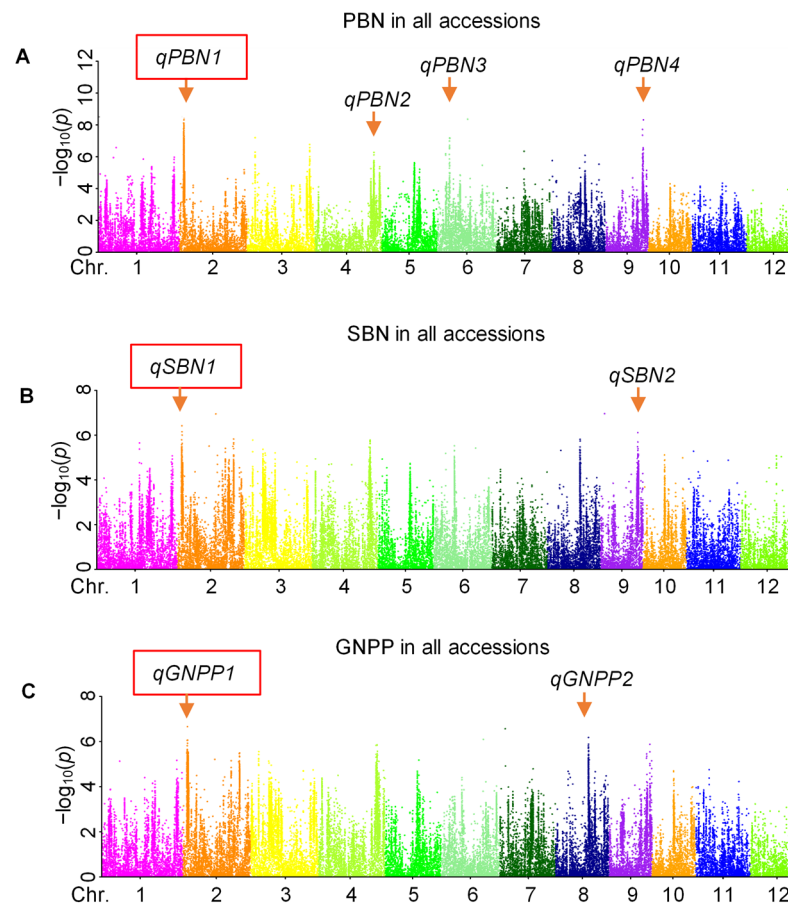 PBN in all accessions
A
qPBN1
qPBN2
qPBN3
qPBN4
−log₁₀(p)
12
10
8
6
4
2
0
Chr. 1 2 3 4 5 6 7 8 9 10 11 12
SBN in all accessions
B
qSBN1
qSBN2
−log₁₀(p)
8
6
4
2
0
Chr. 1 2 3 4 5 6 7 8 9 10 11 12
GNPP in all accessions
C
qGNPP1
qGNPP2
−log₁₀(p)
8
6
4
2
0
Chr. 1 2 3 4 5 6 7 8 9 10 11 12